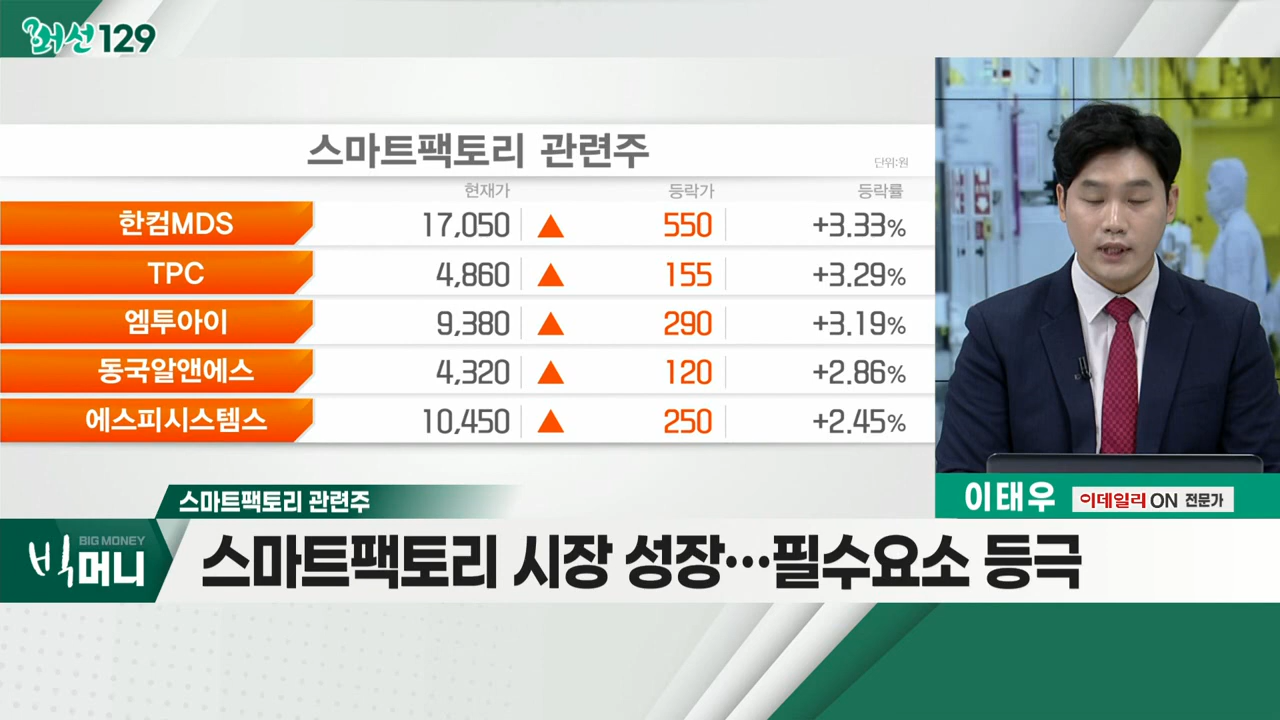 머선129
스마트팩토리 관련주
단위:원
현재가 등락가 등락률
한컴MDS 17,050 ▲ 550 +3.33%
TPC 4,860 ▲ 155 +3.29%
엠투아이 9,380 ▲ 290 +3.19%
동국알앤에스 4,320 ▲ 120 +2.86%
에스피시스템스 10,450 ▲ 250 +2.45%
이태우 이데일리ON 전문가
스마트팩토리 관련주
BIG MONEY
빅머니
스마트팩토리 시장 성장…필수요소 등극